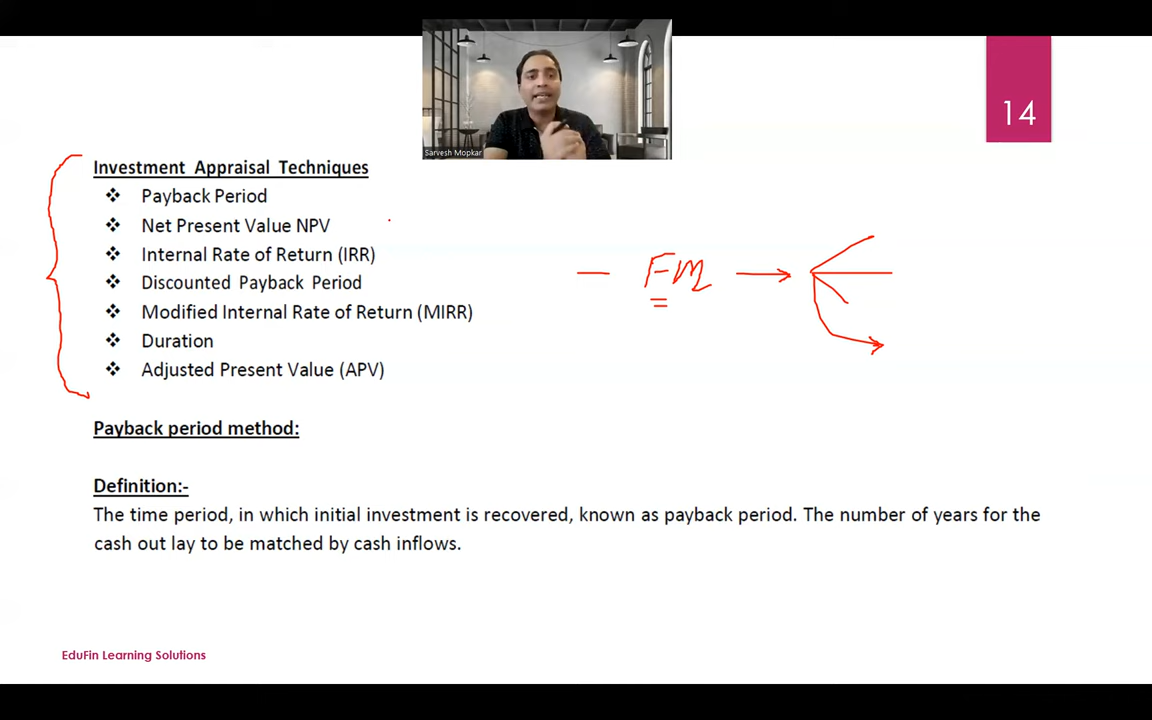 Sarvesh Mopkar
14
Investment Appraisal Techniques
❖ Payback Period
❖ Net Present Value NPV
❖ Internal Rate of Return (IRR)
❖ Discounted Payback Period
❖ Modified Internal Rate of Return (MIRR)
❖ Duration
❖ Adjusted Present Value (APV)
FM
Payback period method:
Definition:-
The time period, in which initial investment is recovered, known as payback period. The number of years for the
cash out lay to be matched by cash inflows.
EduFin Learning Solutions